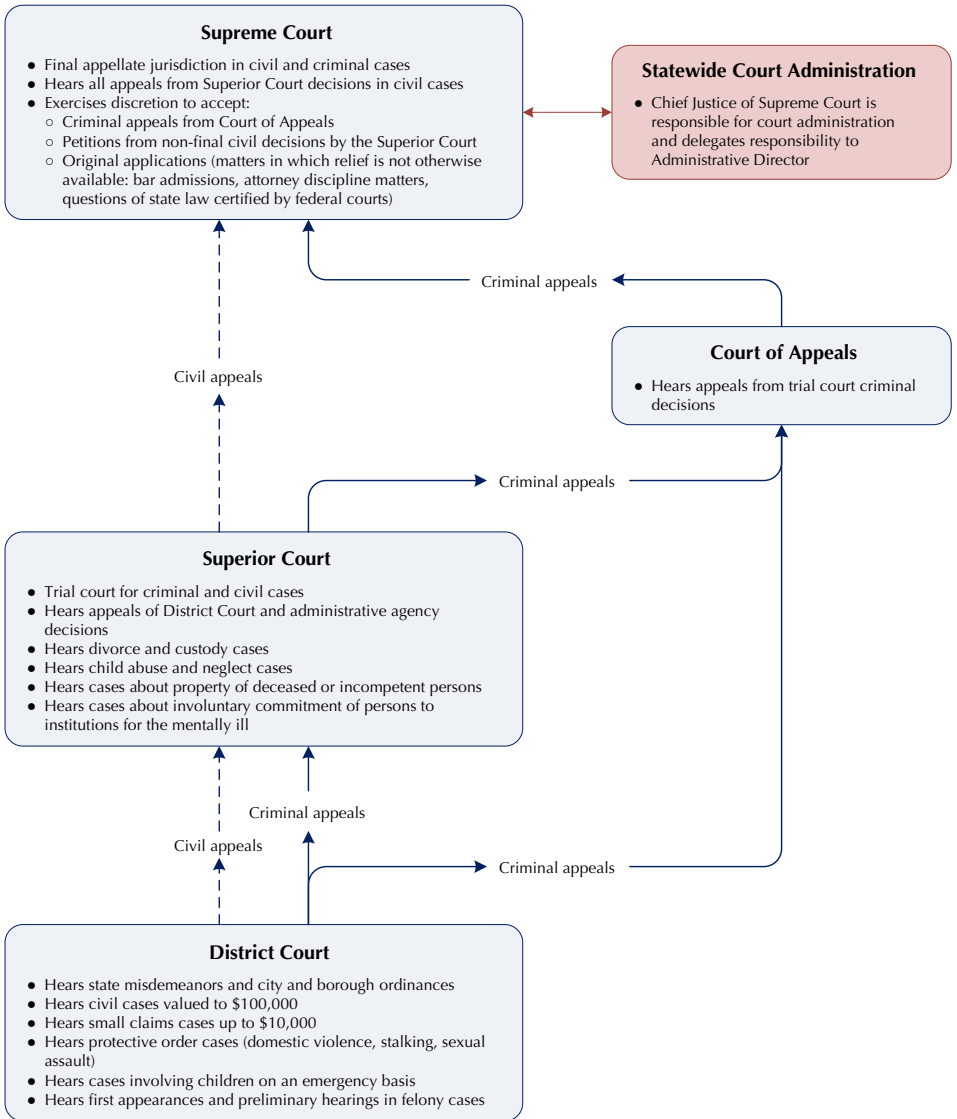 Supreme Court
● Final appellate jurisdiction in civil and criminal cases
● Hears all appeals from Superior Court decisions in civil cases
● Exercises discretion to accept:
○ Criminal appeals from Court of Appeals
○ Petitions from non-final civil decisions by the Superior Court
○ Original applications (matters in which relief is not otherwise
available: bar admissions, attorney discipline matters,
questions of state law certified by federal courts)
Statewide Court Administration
● Chief Justice of Supreme Court is
responsible for court administration
and delegates responsibility to
Administrative Director
Criminal appeals
Court of Appeals
● Hears appeals from trial court criminal
decisions
Civil appeals
Criminal appeals
Superior Court
● Trial court for criminal and civil cases
● Hears appeals of District Court and administrative agency
decisions
● Hears divorce and custody cases
● Hears child abuse and neglect cases
● Hears cases about property of deceased or incompetent persons
● Hears cases about involuntary commitment of persons to
institutions for the mentally ill
Criminal appeals
Civil appeals
Criminal appeals
District Court
● Hears state misdemeanors and city and borough ordinances
● Hears civil cases valued to $100,000
● Hears small claims cases up to $10,000
● Hears protective order cases (domestic violence, stalking, sexual
assault)
● Hears cases involving children on an emergency basis
● Hears first appearances and preliminary hearings in felony cases